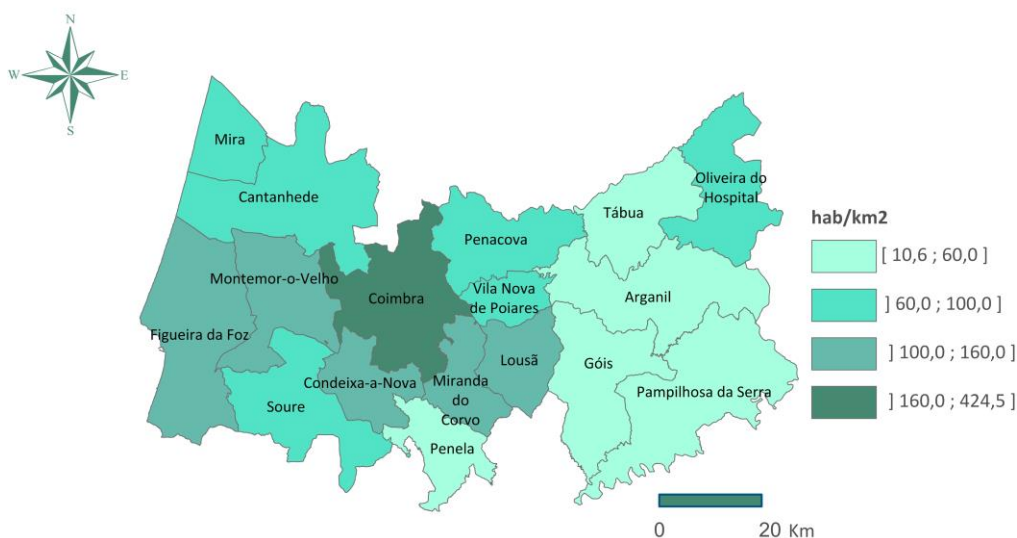 N
W
E
S
Mira
Cantanhede
Oliveira do
Hospital
Tábua
Penacova
Montemor-o-Velho
Coimbra
Vila Nova
de Poiares
Arganil
Figueira da Foz
Lousã
Góis
Condeixa-a-Nova
Miranda
do
Corvo
Pampilhosa da Serra
Soure
Penela
hab/km2
[ 10,6 ; 60,0 ]
] 60,0 ; 100,0 ]
] 100,0 ; 160,0 ]
] 160,0 ; 424,5 ]
0
20 Km